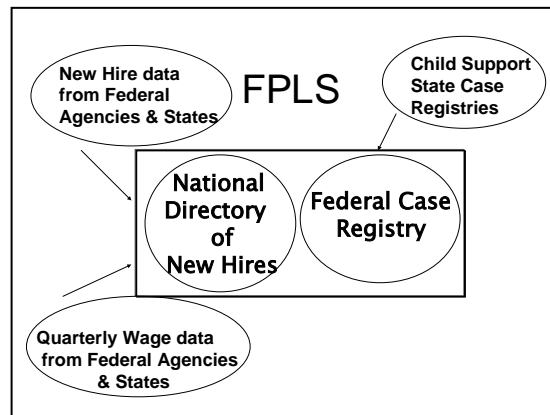 New Hire data
from Federal
Agencies & States
FPLS
Child Support
State Case
Registries
National
Directory
of
New Hires
Federal Case
Registry
Quarterly Wage data
from Federal Agencies
& States